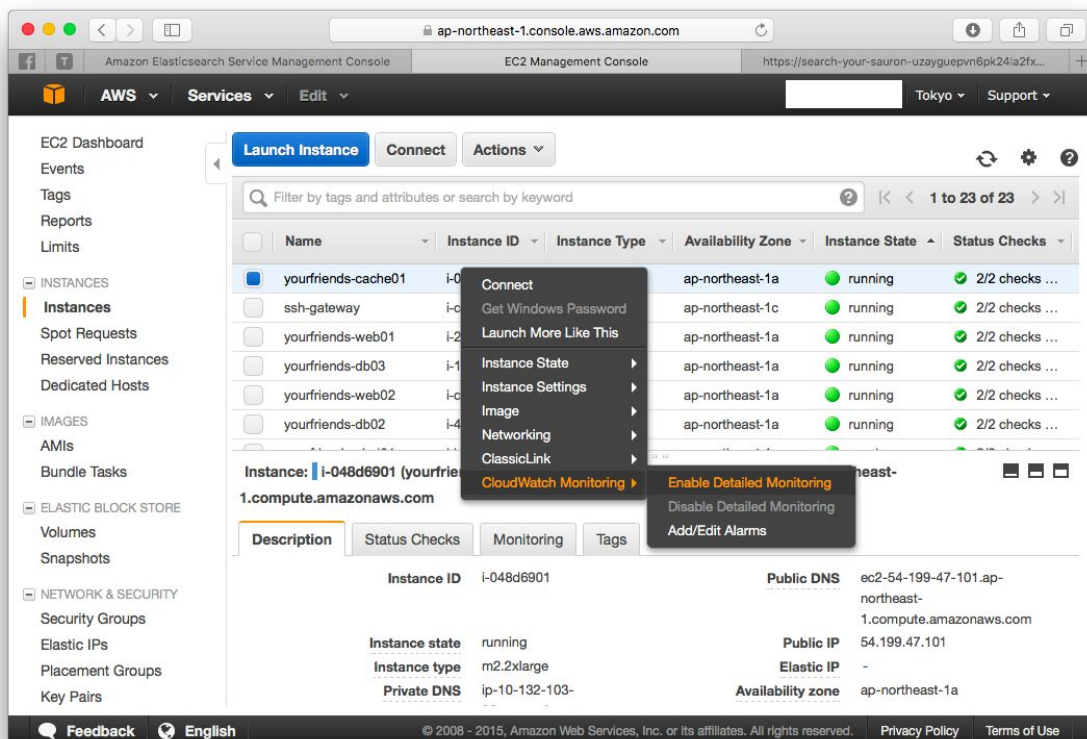 ap-northeast-1.console.aws.amazon.com
Amazon Elasticsearch Service Management Console
EC2 Management Console
https://search-your-sauron-uzayguepvn6pk24la2fx...
AWS
Services
Edit
Tokyo
Support
EC2 Dashboard
Events
Tags
Reports
Limits
INSTANCES
Instances
Spot Requests
Reserved Instances
Dedicated Hosts
IMAGES
AMIs
Bundle Tasks
ELASTIC BLOCK STORE
Volumes
Snapshots
NETWORK & SECURITY
Security Groups
Elastic IPs
Placement Groups
Key Pairs
Launch Instance
Connect
Actions
Filter by tags and attributes or search by keyword
1 to 23 of 23
Name Instance ID Instance Type Availability Zone Instance State Status Checks
yourfriends-cache01 i-0 ap-northeast-1a running 2/2 checks ...
ssh-gateway i-c ap-northeast-1c running 2/2 checks ...
yourfriends-web01 i-2 ap-northeast-1a running 2/2 checks ...
yourfriends-db03 i-1 ap-northeast-1a running 2/2 checks ...
yourfriends-web02 i-c ap-northeast-1a running 2/2 checks ...
yourfriends-db02 i-4 ap-northeast-1a running 2/2 checks ...
Connect
Get Windows Password
Launch More Like This
Instance State
Instance Settings
Image
Networking
ClassicLink
CloudWatch Monitoring
Enable Detailed Monitoring
Disable Detailed Monitoring
Add/Edit Alarms
Instance: i-048d6901 (yourfrie heast-
1.compute.amazonaws.com
Description
Status Checks
Monitoring
Tags
Instance ID i-048d6901
Instance state running
Instance type m2.2xlarge
Private DNS ip-10-132-103-
Public DNS ec2-54-199-47-101.ap-
northeast-
1.compute.amazonaws.com
Public IP 54.199.47.101
Elastic IP -
Availability zone ap-northeast-1a
Feedback
English
© 2008 - 2015, Amazon Web Services, Inc. or its affiliates. All rights reserved.
Privacy Policy
Terms of Use